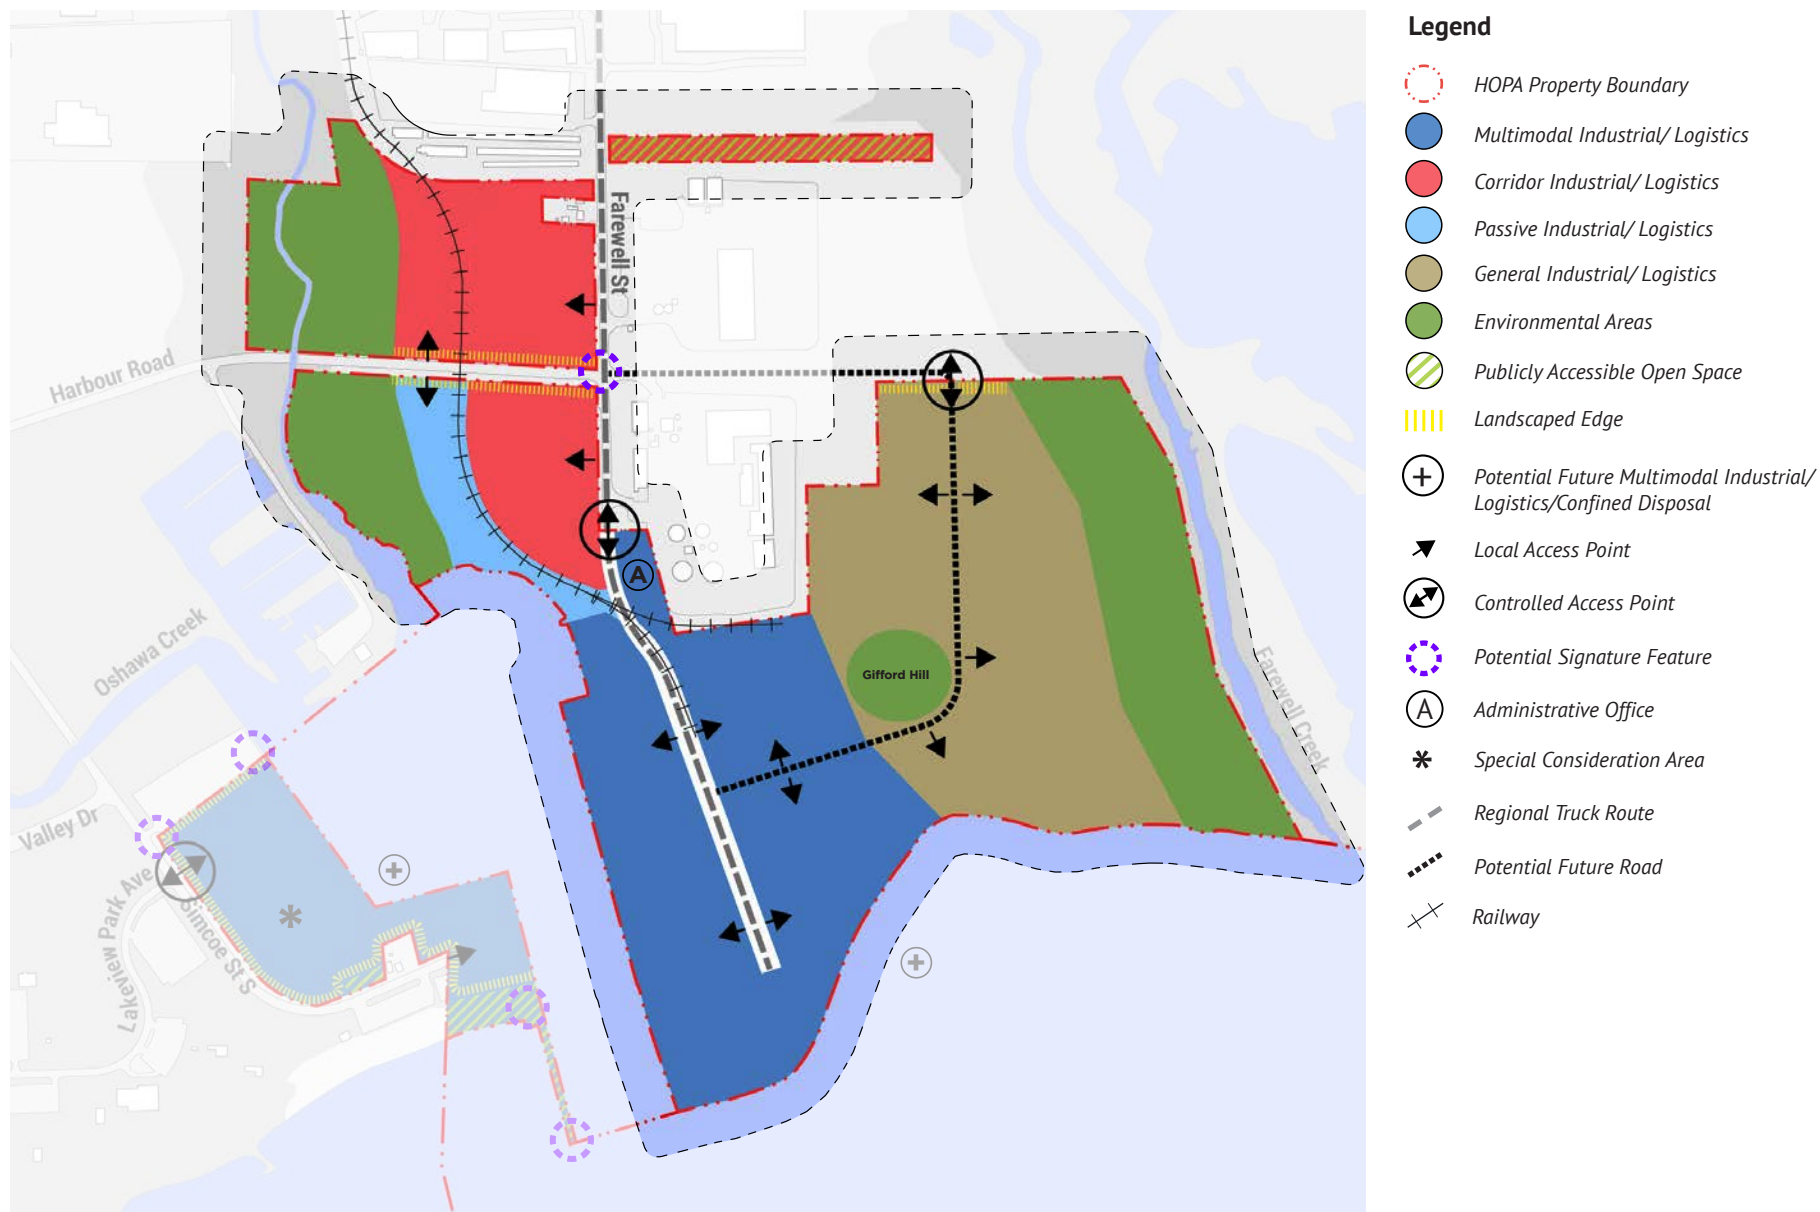 Legend
HOPA Property Boundary
Multimodal Industrial/ Logistics
Corridor Industrial/ Logistics
Passive Industrial/ Logistics
General Industrial/ Logistics
Environmental Areas
Publicly Accessible Open Space
Landscaped Edge
Potential Future Multimodal Industrial/
Logistics/Confined Disposal
Local Access Point
Controlled Access Point
Potential Signature Feature
A
Administrative Office
Special Consideration Area
Regional Truck Route
Potential Future Road
Railway
Farewell St
Harbour Road
A
Oshawa Creek
Gifford Hill
Farewell Creek
Valley Dr
Lakeview Park Ave
Simcoe St S